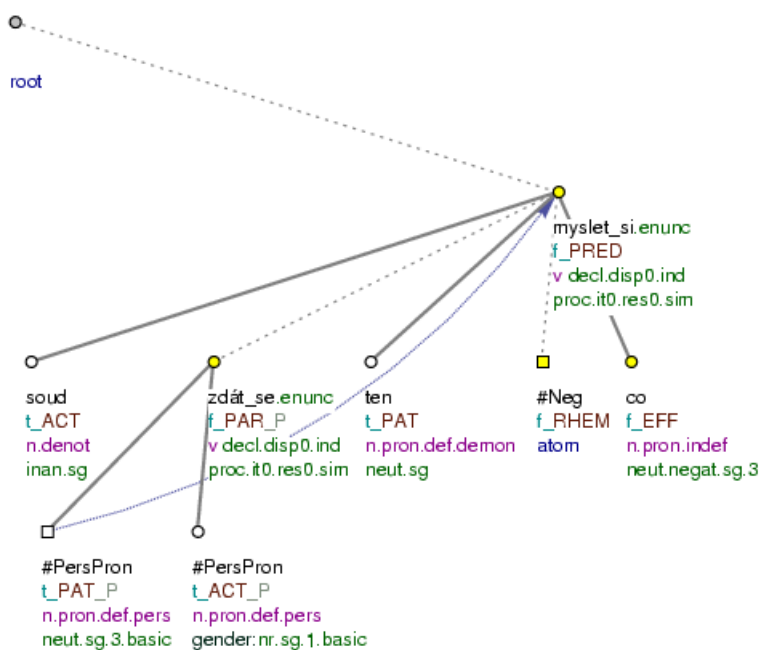 root
myslet_si.enunc
f_PRED
v decl.disp0.ind
proc.it0.res0.sim
soud
t_ACT
n.denot
inan.sg
zdát_se.enunc
f_PAR_P
v decl.disp0.ind
proc.it0.res0.sim
ten
t_PAT
n.pron.def.demon
neut.sg
#Neg
f_RHEM
atom
co
f_EFF
n.pron.indef
neut.negat.sg.3
#PersPron
t_PAT_P
n.pron.def.pers
neut.sg.3.basic
#PersPron
t_ACT_P
n.pron.def.pers
gender:nr.sg.1.basic